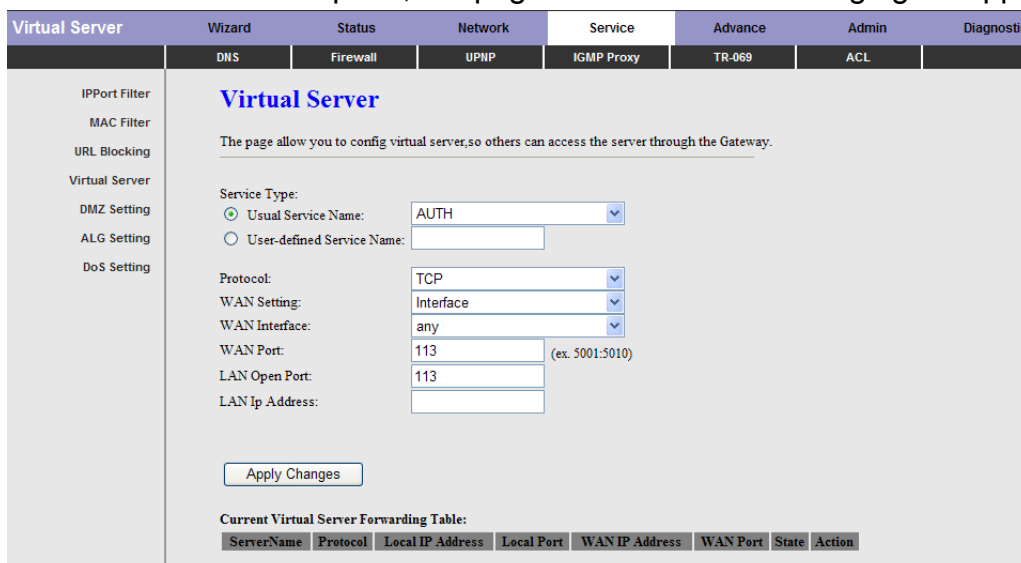 Virtual Server Wizard Status Network Service Advance Admin Diagnosti
DNS Firewall UPNP IGMP Proxy TR-069 ACL
IPPort Filter
MAC Filter
URL Blocking
Virtual Server
DMZ Setting
ALG Setting
DoS Setting
Virtual Server
The page allow you to config virtual server,so others can access the server through the Gateway.
Service Type:
Usual Service Name: AUTH
User-defined Service Name:
Protocol: TCP
WAN Setting: Interface
WAN Interface: any
WAN Port: 113 (ex. 5001:5010)
LAN Open Port: 113
LAN Ip Address:
Apply Changes
Current Virtual Server Forwarding Table:
ServerName Protocol Local IP Address Local Port WAN IP Address WAN Port State Action